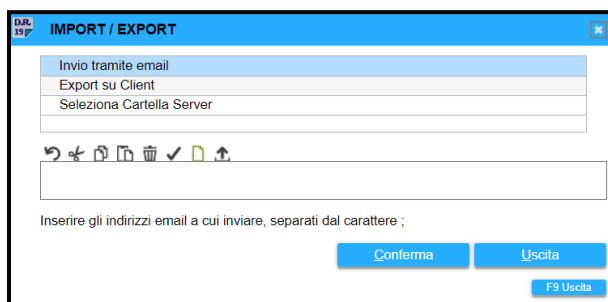 D.R.
19
IMPORT / EXPORT
Invio tramite email
Export su Client
Seleziona Cartella Server
Inserire gli indirizzi email a cui inviare, separati dal carattere ;
Conferma
Uscita
F9 Uscita